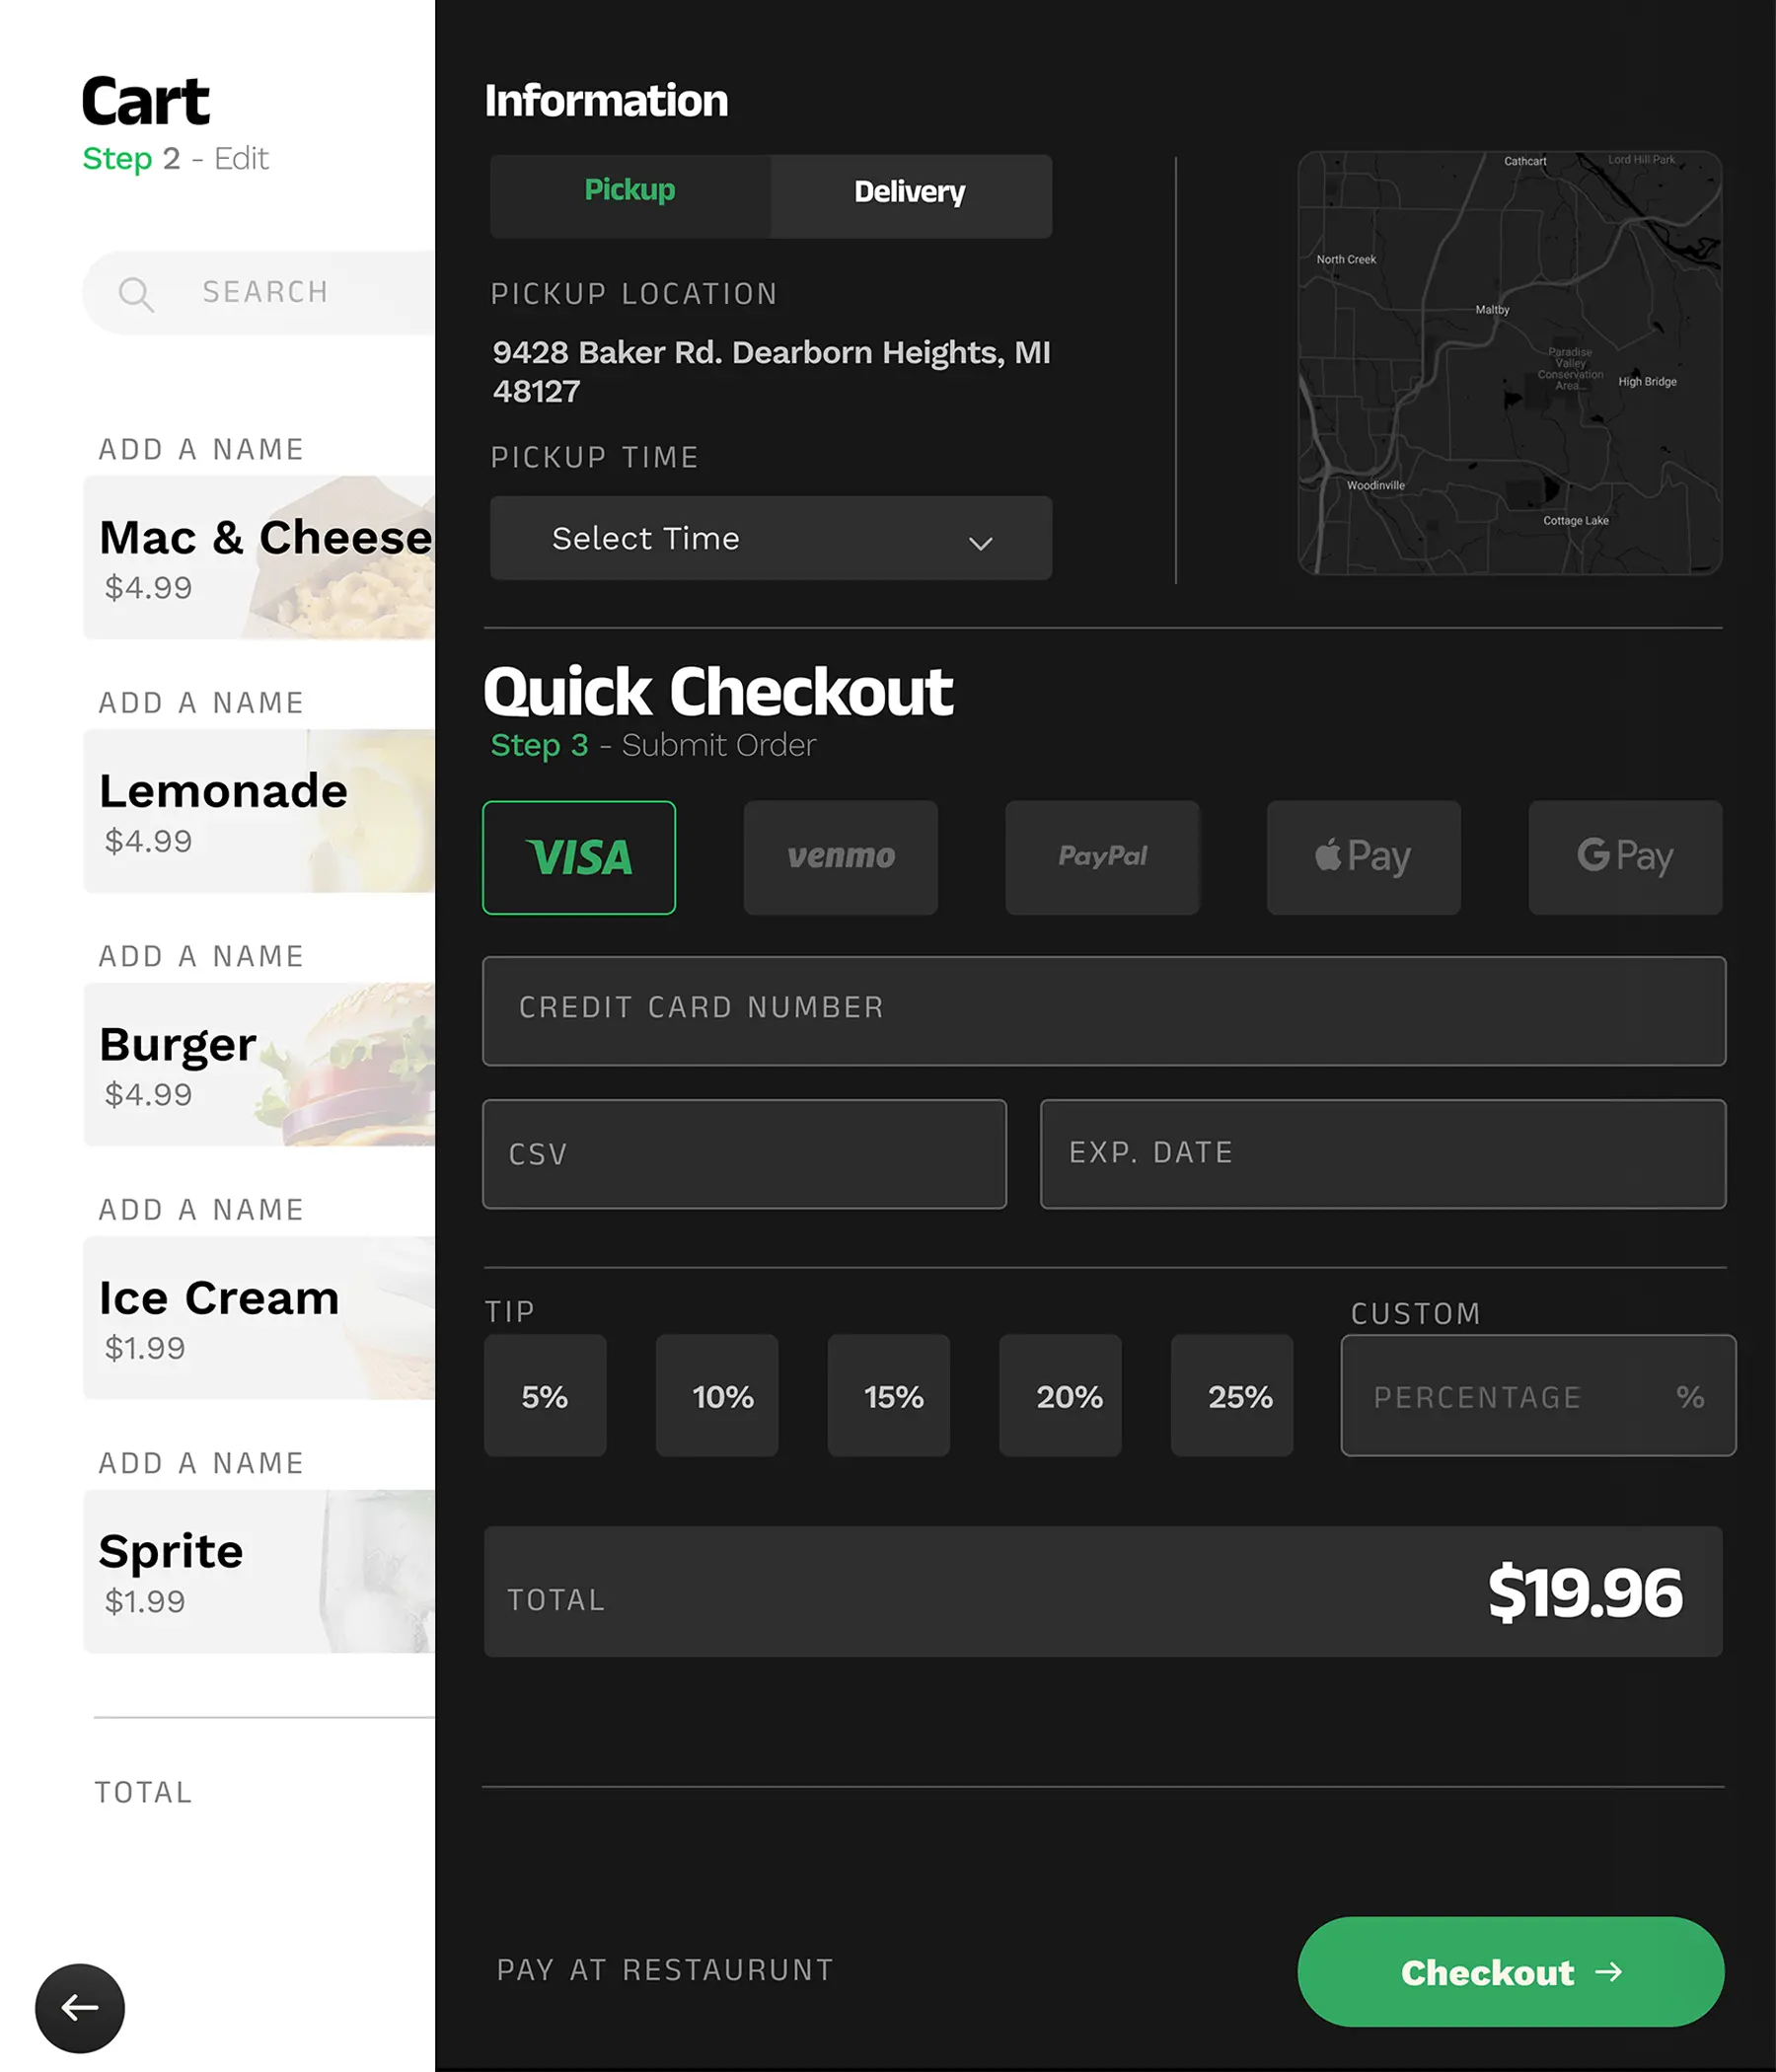 Cart
Step 2 - Edit
SEARCH
ADD A NAME
Mac & Cheese
$4.99
ADD A NAME
Lemonade
$4.99
ADD A NAME
Burger
$4.99
ADD A NAME
Ice Cream
$1.99
ADD A NAME
Sprite
$1.99
TOTAL
Information
Pickup
Delivery
PICKUP LOCATION
9428 Baker Rd. Dearborn Heights, MI
48127
PICKUP TIME
Select Time
Cathcart
Lord Hill Park
North Creek
Maltby
Paradise
Valley
Conservation
Area...
High Bridge
Woodinville
Cottage Lake
Quick Checkout
Step 3 - Submit Order
VISA
venmo
PayPal
Pay
G Pay
CREDIT CARD NUMBER
CSV
EXP. DATE
TIP
CUSTOM
5%
10%
15%
20%
25%
PERCENTAGE %
TOTAL
$19.96
PAY AT RESTAURUNT
Checkout →